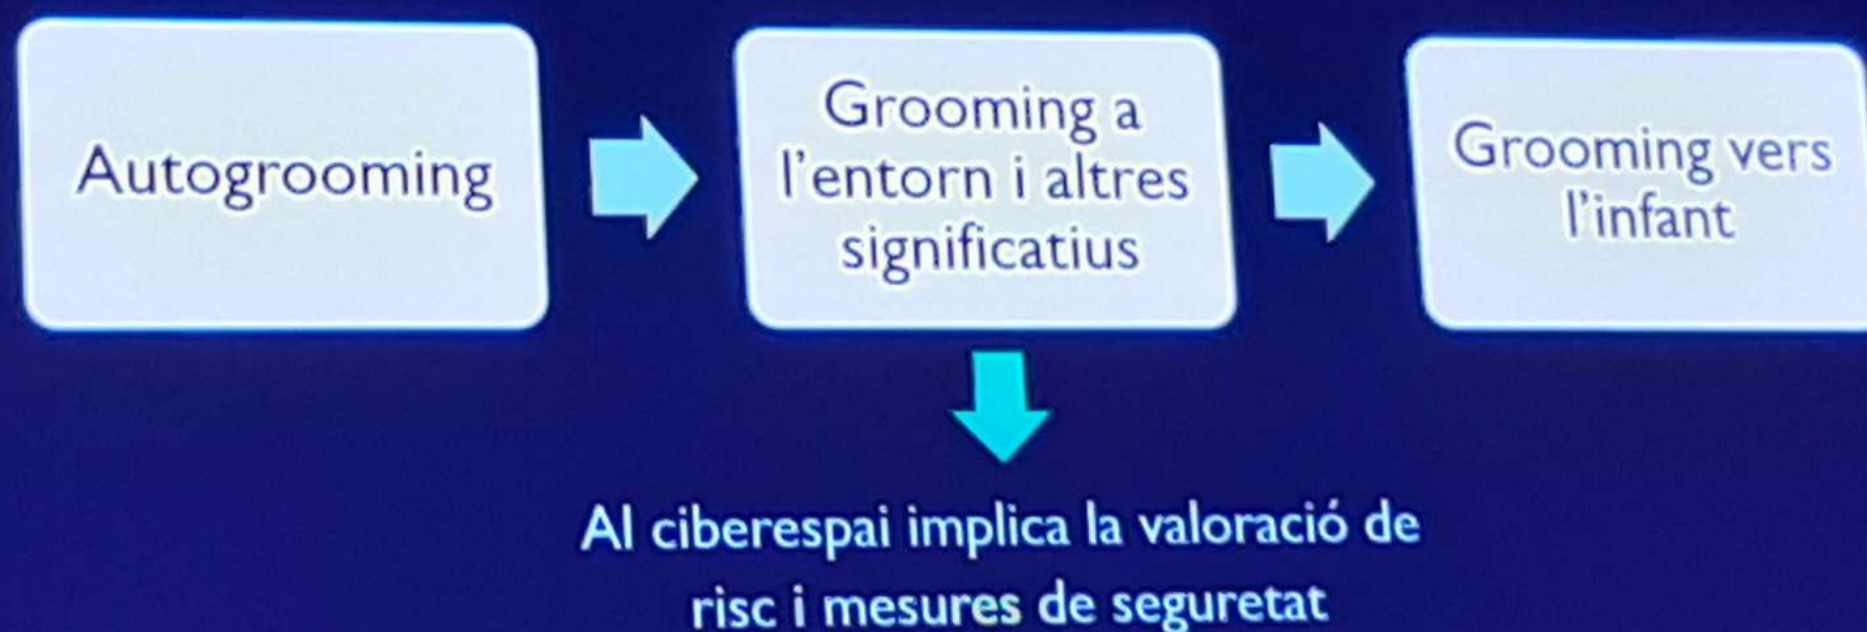 Autogrooming
Grooming a
l'entorn i altres
significatius
Grooming vers
l'infant
Al ciberespai implica la valoració de
risc i mesures de seguretat